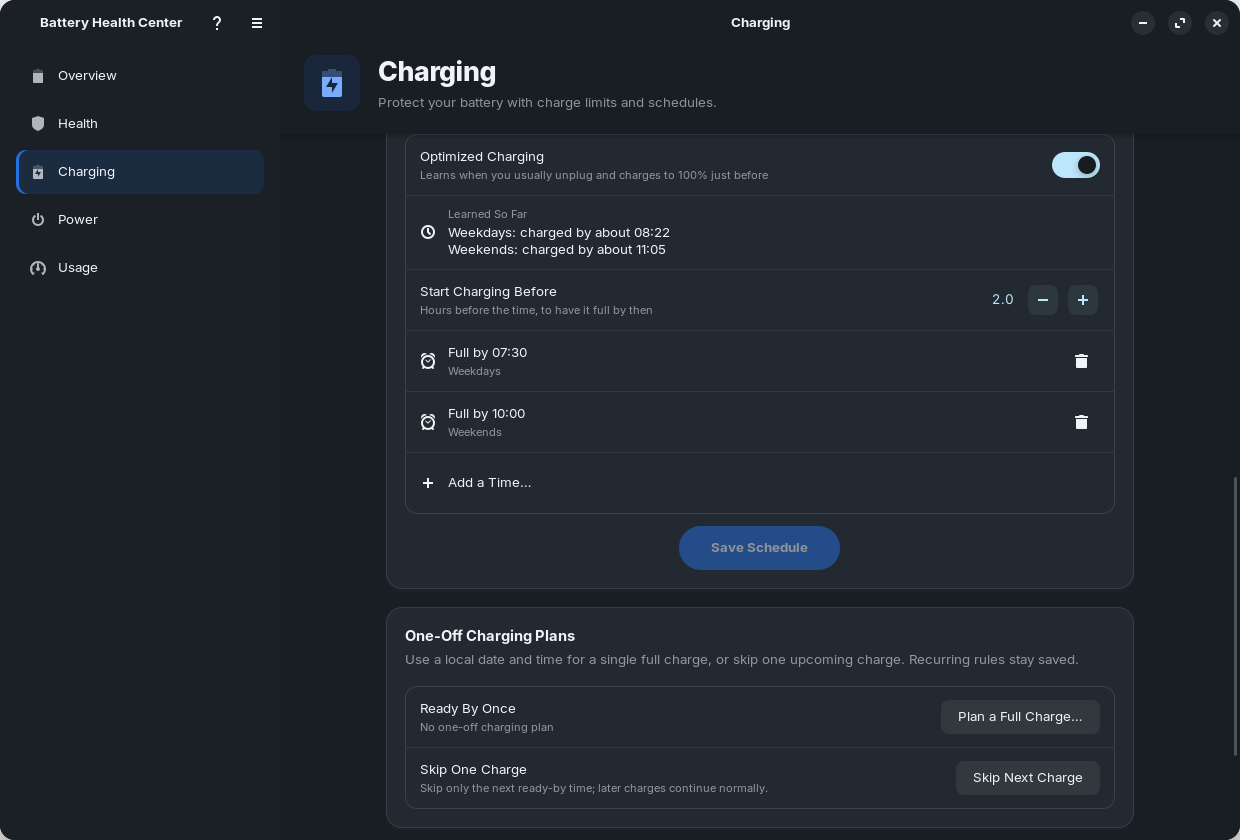 Battery Health Center
?
Charging
Overview
Health
Charging
Power
Usage
Charging
Protect your battery with charge limits and schedules.
Optimized Charging
Learns when you usually unplug and charges to 100% just before
Learned So Far
Weekdays: charged by about 08:22
Weekends: charged by about 11:05
Start Charging Before
Hours before the time, to have it full by then
2.0
Full by 07:30
Weekdays
Full by 10:00
Weekends
Add a Time...
Save Schedule
One-Off Charging Plans
Use a local date and time for a single full charge, or skip one upcoming charge. Recurring rules stay saved.
Ready By Once
No one-off charging plan
Plan a Full Charge...
Skip One Charge
Skip only the next ready-by time; later charges continue normally.
Skip Next Charge